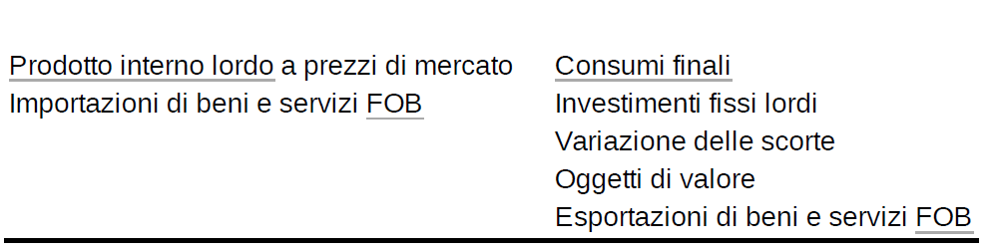 Prodotto interno lordo a prezzi di mercato
Importazioni di beni e servizi FOB
Consumi finali
Investimenti fissi lordi
Variazione delle scorte
Oggetti di valore
Esportazioni di beni e servizi FOB